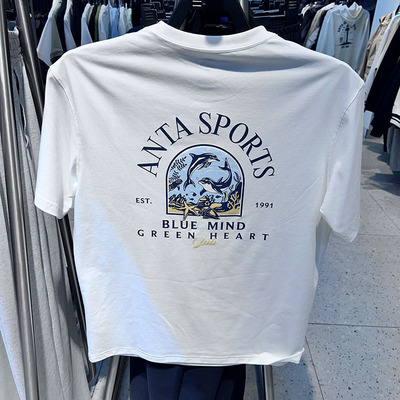 ANTA SPORTS
EST. 1991
BLUE MIND
GREEN HEART